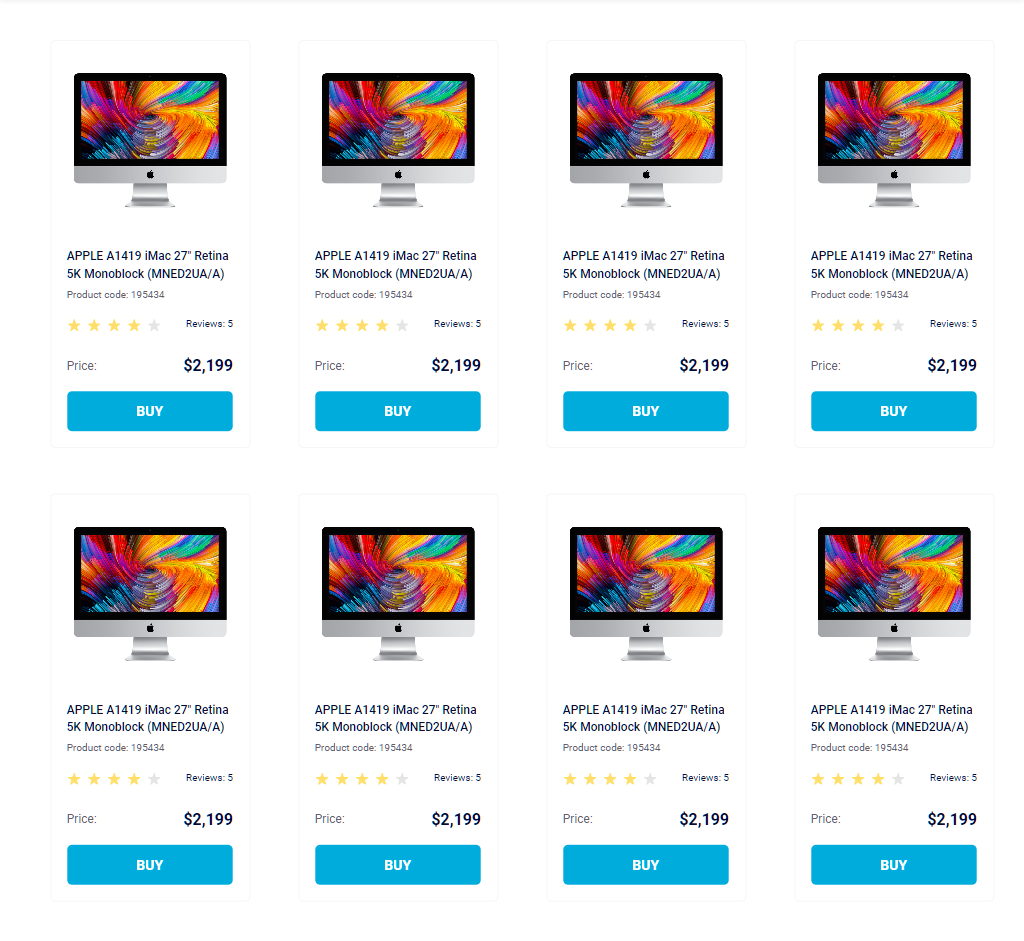 APPLE A1419 iMac 27" Retina
5K Monoblock (MNED2UA/A)
Product code: 195434
Reviews: 5
Price: $2,199
BUY
APPLE A1419 iMac 27" Retina
5K Monoblock (MNED2UA/A)
Product code: 195434
Reviews: 5
Price: $2,199
BUY
APPLE A1419 iMac 27" Retina
5K Monoblock (MNED2UA/A)
Product code: 195434
Reviews: 5
Price: $2,199
BUY
APPLE A1419 iMac 27" Retina
5K Monoblock (MNED2UA/A)
Product code: 195434
Reviews: 5
Price: $2,199
BUY
APPLE A1419 iMac 27" Retina
5K Monoblock (MNED2UA/A)
Product code: 195434
Reviews: 5
Price: $2,199
BUY
APPLE A1419 iMac 27" Retina
5K Monoblock (MNED2UA/A)
Product code: 195434
Reviews: 5
Price: $2,199
BUY
APPLE A1419 iMac 27" Retina
5K Monoblock (MNED2UA/A)
Product code: 195434
Reviews: 5
Price: $2,199
BUY
APPLE A1419 iMac 27" Retina
5K Monoblock (MNED2UA/A)
Product code: 195434
Reviews: 5
Price: $2,199
BUY